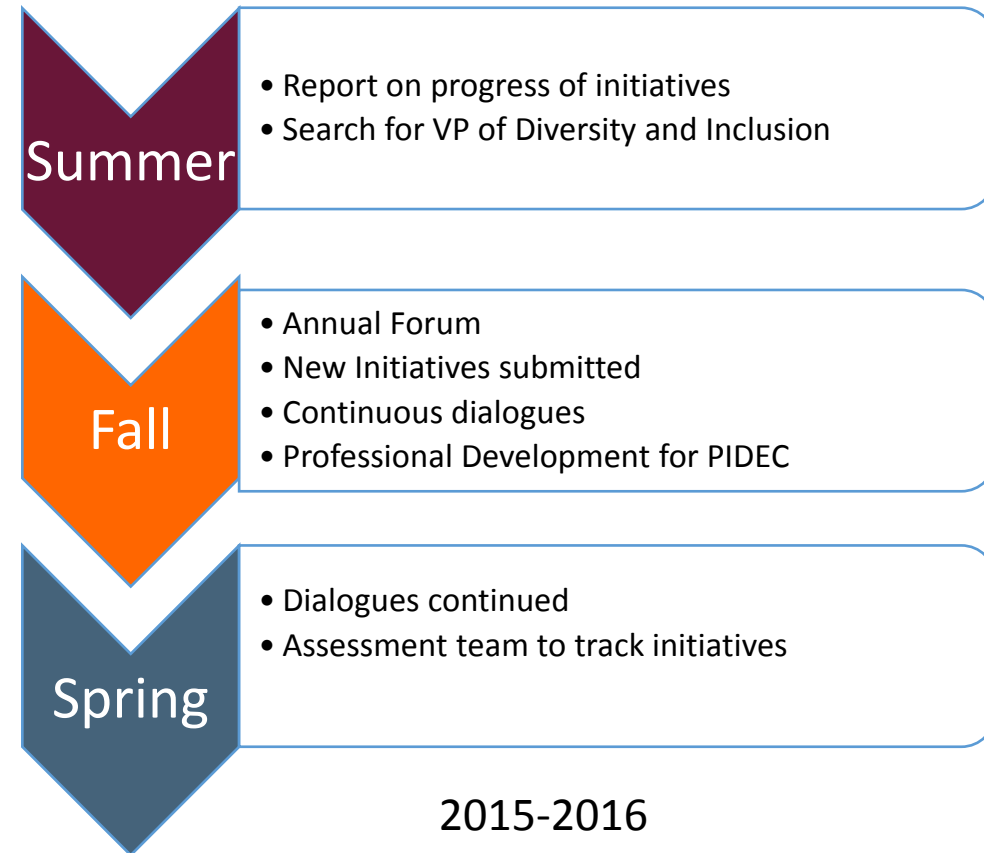 Summer
• Report on progress of initiatives
• Search for VP of Diversity and Inclusion
Fall
• Annual Forum
• New Initiatives submitted
• Continuous dialogues
• Professional Development for PIDEC
Spring
• Dialogues continued
• Assessment team to track initiatives
2015-2016